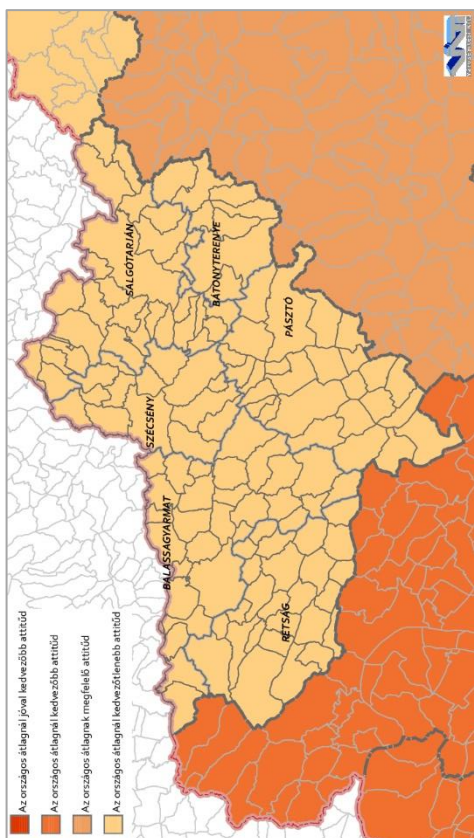 Az országos átlagnál jóval kedvezőbb attitűd
Az országos átlagnál kedvezőbb attitűd
Az országos átlagnak megfelelő attitűd
Az országos átlagnál kedvezőtlenebb attitűd
SALGÓTARJÁN
BÁTONYTERENYE
PÁSZTÓ
SZÉCSÉNY
BALASSAGYARMAT
RÉTSÁG